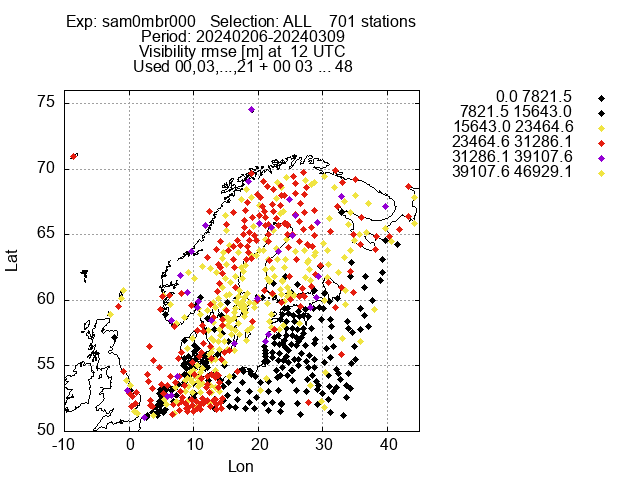 Exp: sam0mbr000 Selection: ALL 701 stations
Period: 20240206-20240309
Visibility rmse [m] at 12 UTC
Used 00,03,...,21 + 00 03 ... 48
0.0 7821.5
7821.5 15643.0
15643.0 23464.6
23464.6 31286.1
31286.1 39107.6
39107.6 46929.1
75
70
65
60
55
50
Lat
-10 0 10 20 30 40
Lon